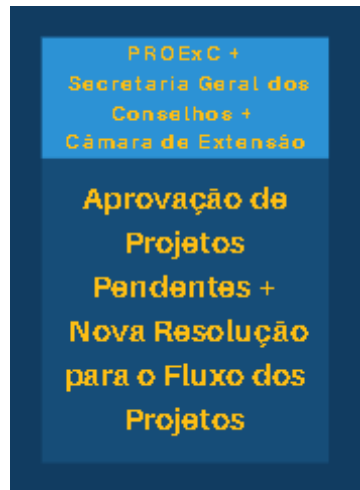 PROExC +
Secretaria Geral dos
Conselhos +
Câmara de Extensão
Aprovação de
Projetos
Pendentes +
Nova Resolução
para o Fluxo dos
Projetos